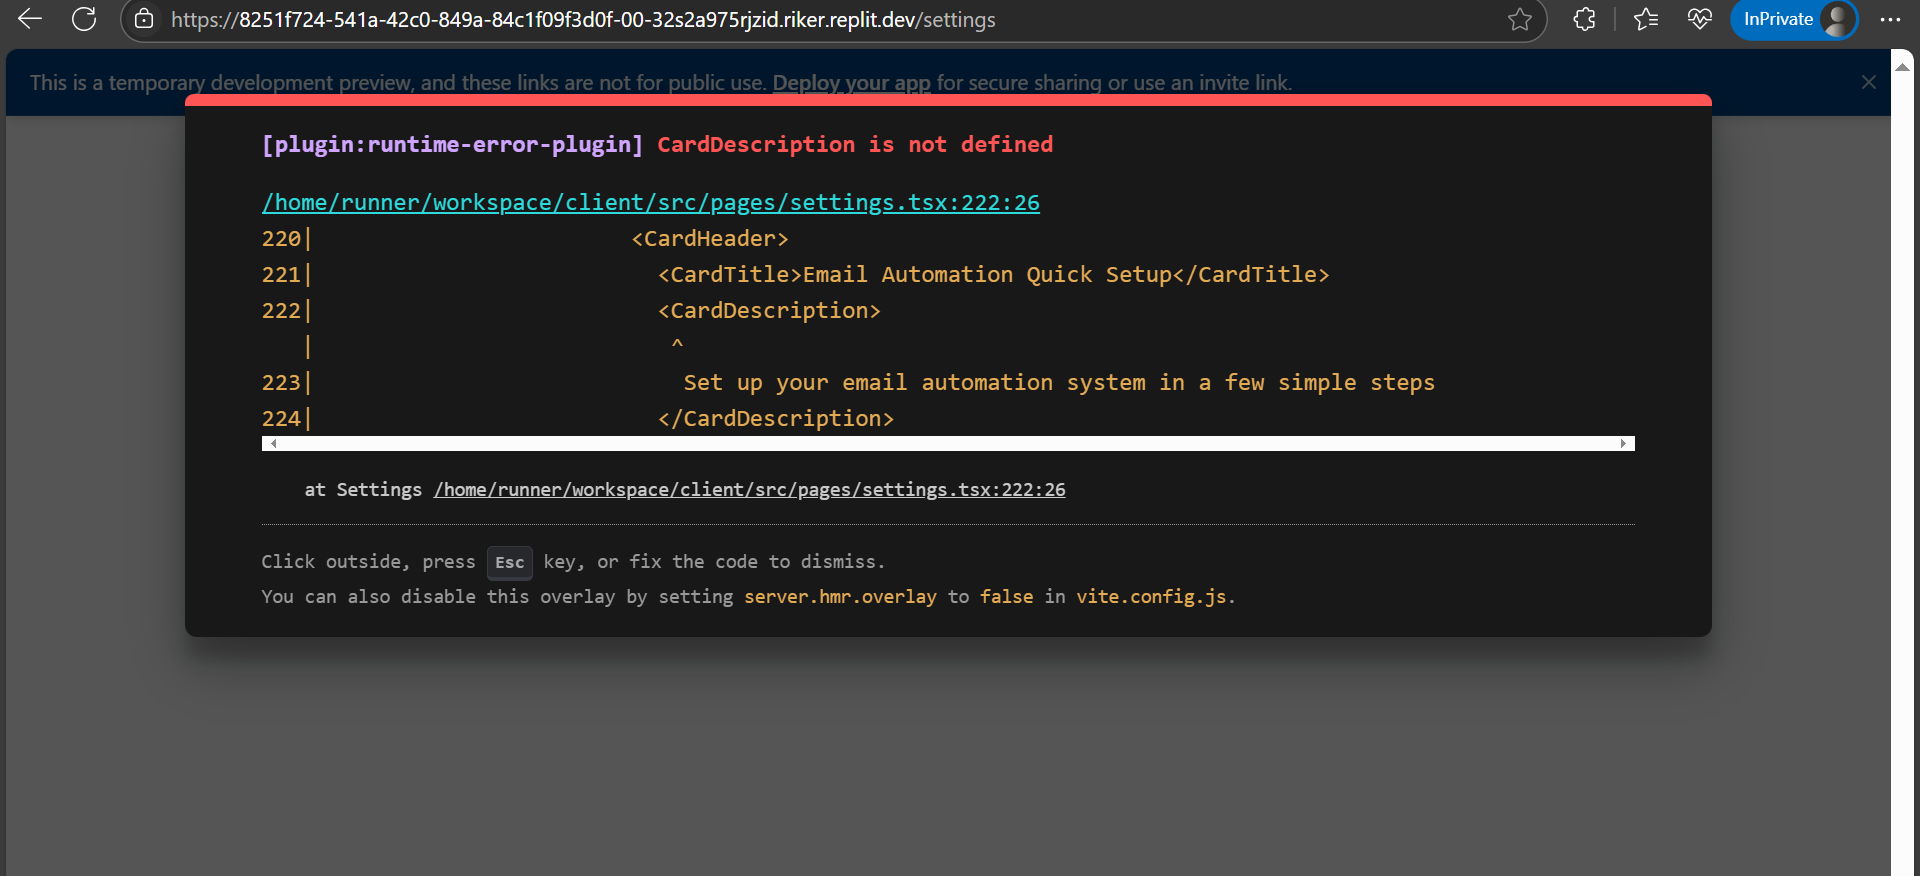 https://8251f724-541a-42c0-849a-84c1f09f3d0f-00-32s2a975rjzid.riker.replit.dev/settings
InPrivate
This is a temporary development preview, and these links are not for public use. Deploy your app for secure sharing or use an invite link.
[plugin:runtime-error-plugin] CardDescription is not defined
/home/runner/workspace/client/src/pages/settings.tsx:222:26
220|                        <CardHeader>
221|                          <CardTitle>Email Automation Quick Setup</CardTitle>
222|                          <CardDescription>
   |                           ^
223|                            Set up your email automation system in a few simple steps
224|                          </CardDescription>
at Settings /home/runner/workspace/client/src/pages/settings.tsx:222:26
Click outside, press Esc key, or fix the code to dismiss.
You can also disable this overlay by setting server.hmr.overlay to false in vite.config.js.